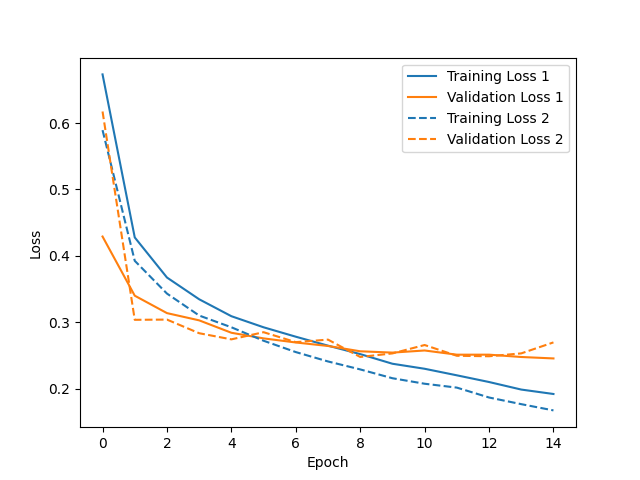 Training Loss 1
Validation Loss 1
Training Loss 2
Validation Loss 2
0.6
0.5
0.4
0.3
0.2
Loss
0 2 4 6 8 10 12 14
Epoch